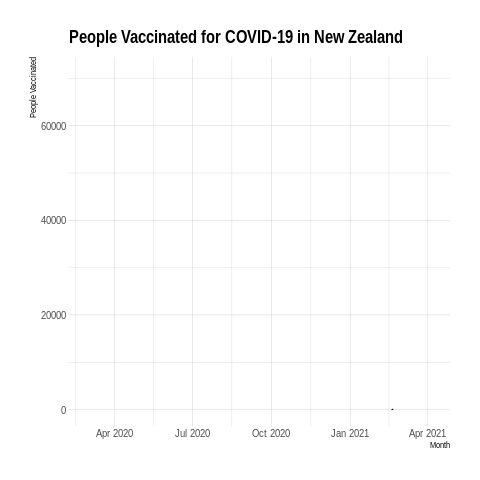 People Vaccinated for COVID-19 in New Zealand
People Vaccinated
60000
40000
20000
0
Apr 2020 Jul 2020 Oct 2020 Jan 2021 Apr 2021
Month